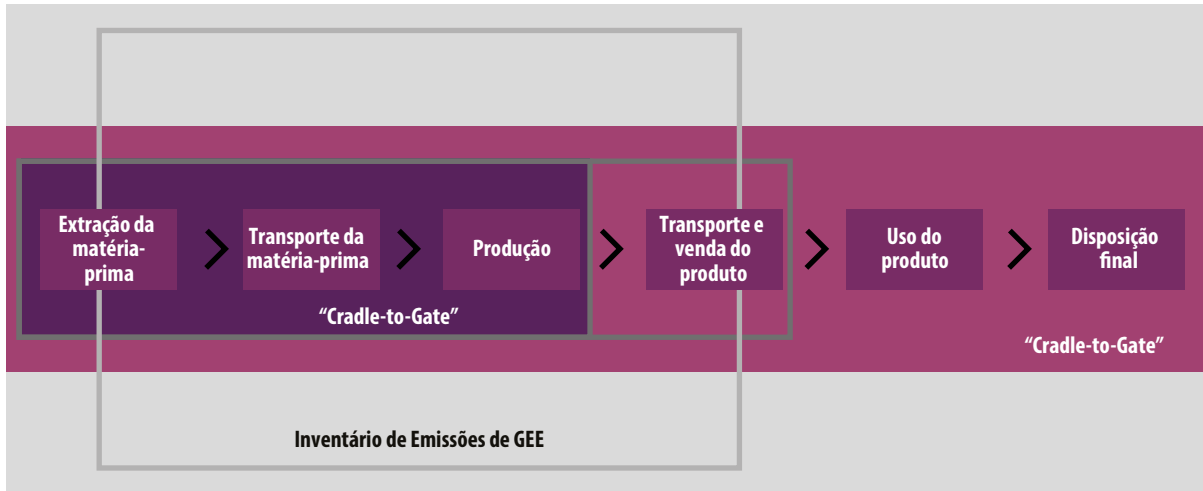 Extração da
matéria-
prima
Transporte da
matéria-prima
Produção
Transporte e
venda do
produto
Uso do
produto
Disposição
final
“Cradle-to-Gate”
“Cradle-to-Gate”
Inventário de Emissões de GEE